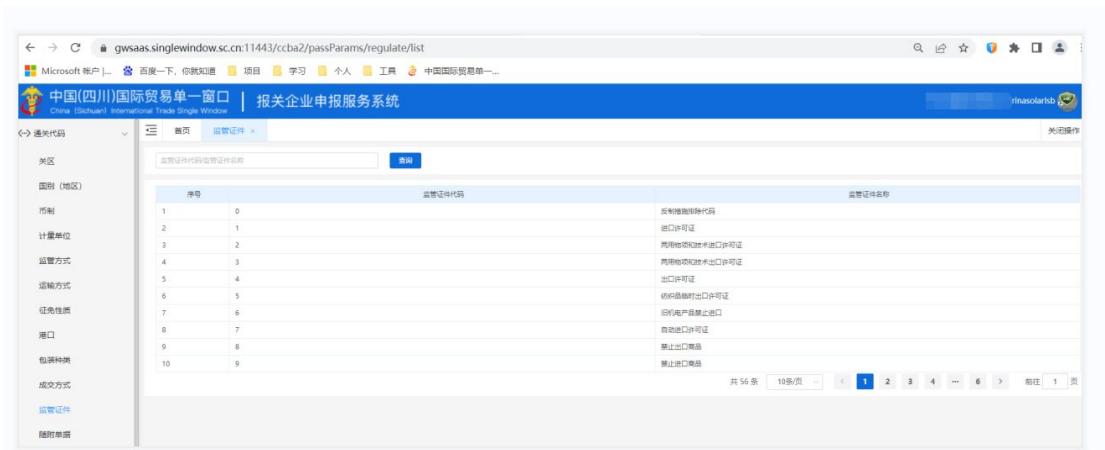 gwsaas.singlewindow.sc.cn:11443/ccba2/passParams/regulate/list
Microsoft 帐户 |... 百度一下，你就知道 项目 学习 个人 工具 中国国际贸易单一-...
中国(四川)国际贸易单一窗口 | 报关企业申报服务系统
China (Sichuan) International Trade Single Window
rinasolarlsb
通关代码 首页 监管证件 × 关闭操作
关区
监管证件代码/监管证件名称 查询
国别（地区）
序号 监管证件代码 监管证件名称
币制
1 0 反制措施排除代码
2 1 进口许可证
计量单位
3 2 两用物项和技术进口许可证
监管方式
4 3 两用物项和技术出口许可证
运输方式
5 4 出口许可证
6 5 纺织品临时出口许可证
征免性质
7 6 旧机电产品禁止进口
港口
8 7 自动进口许可证
9 8 禁止出口商品
包装种类
10 9 禁止进口商品
成交方式
共 56 条 10条/页 < 1 2 3 4 ... 6 > 前往 1 页
监管证件
随附单据